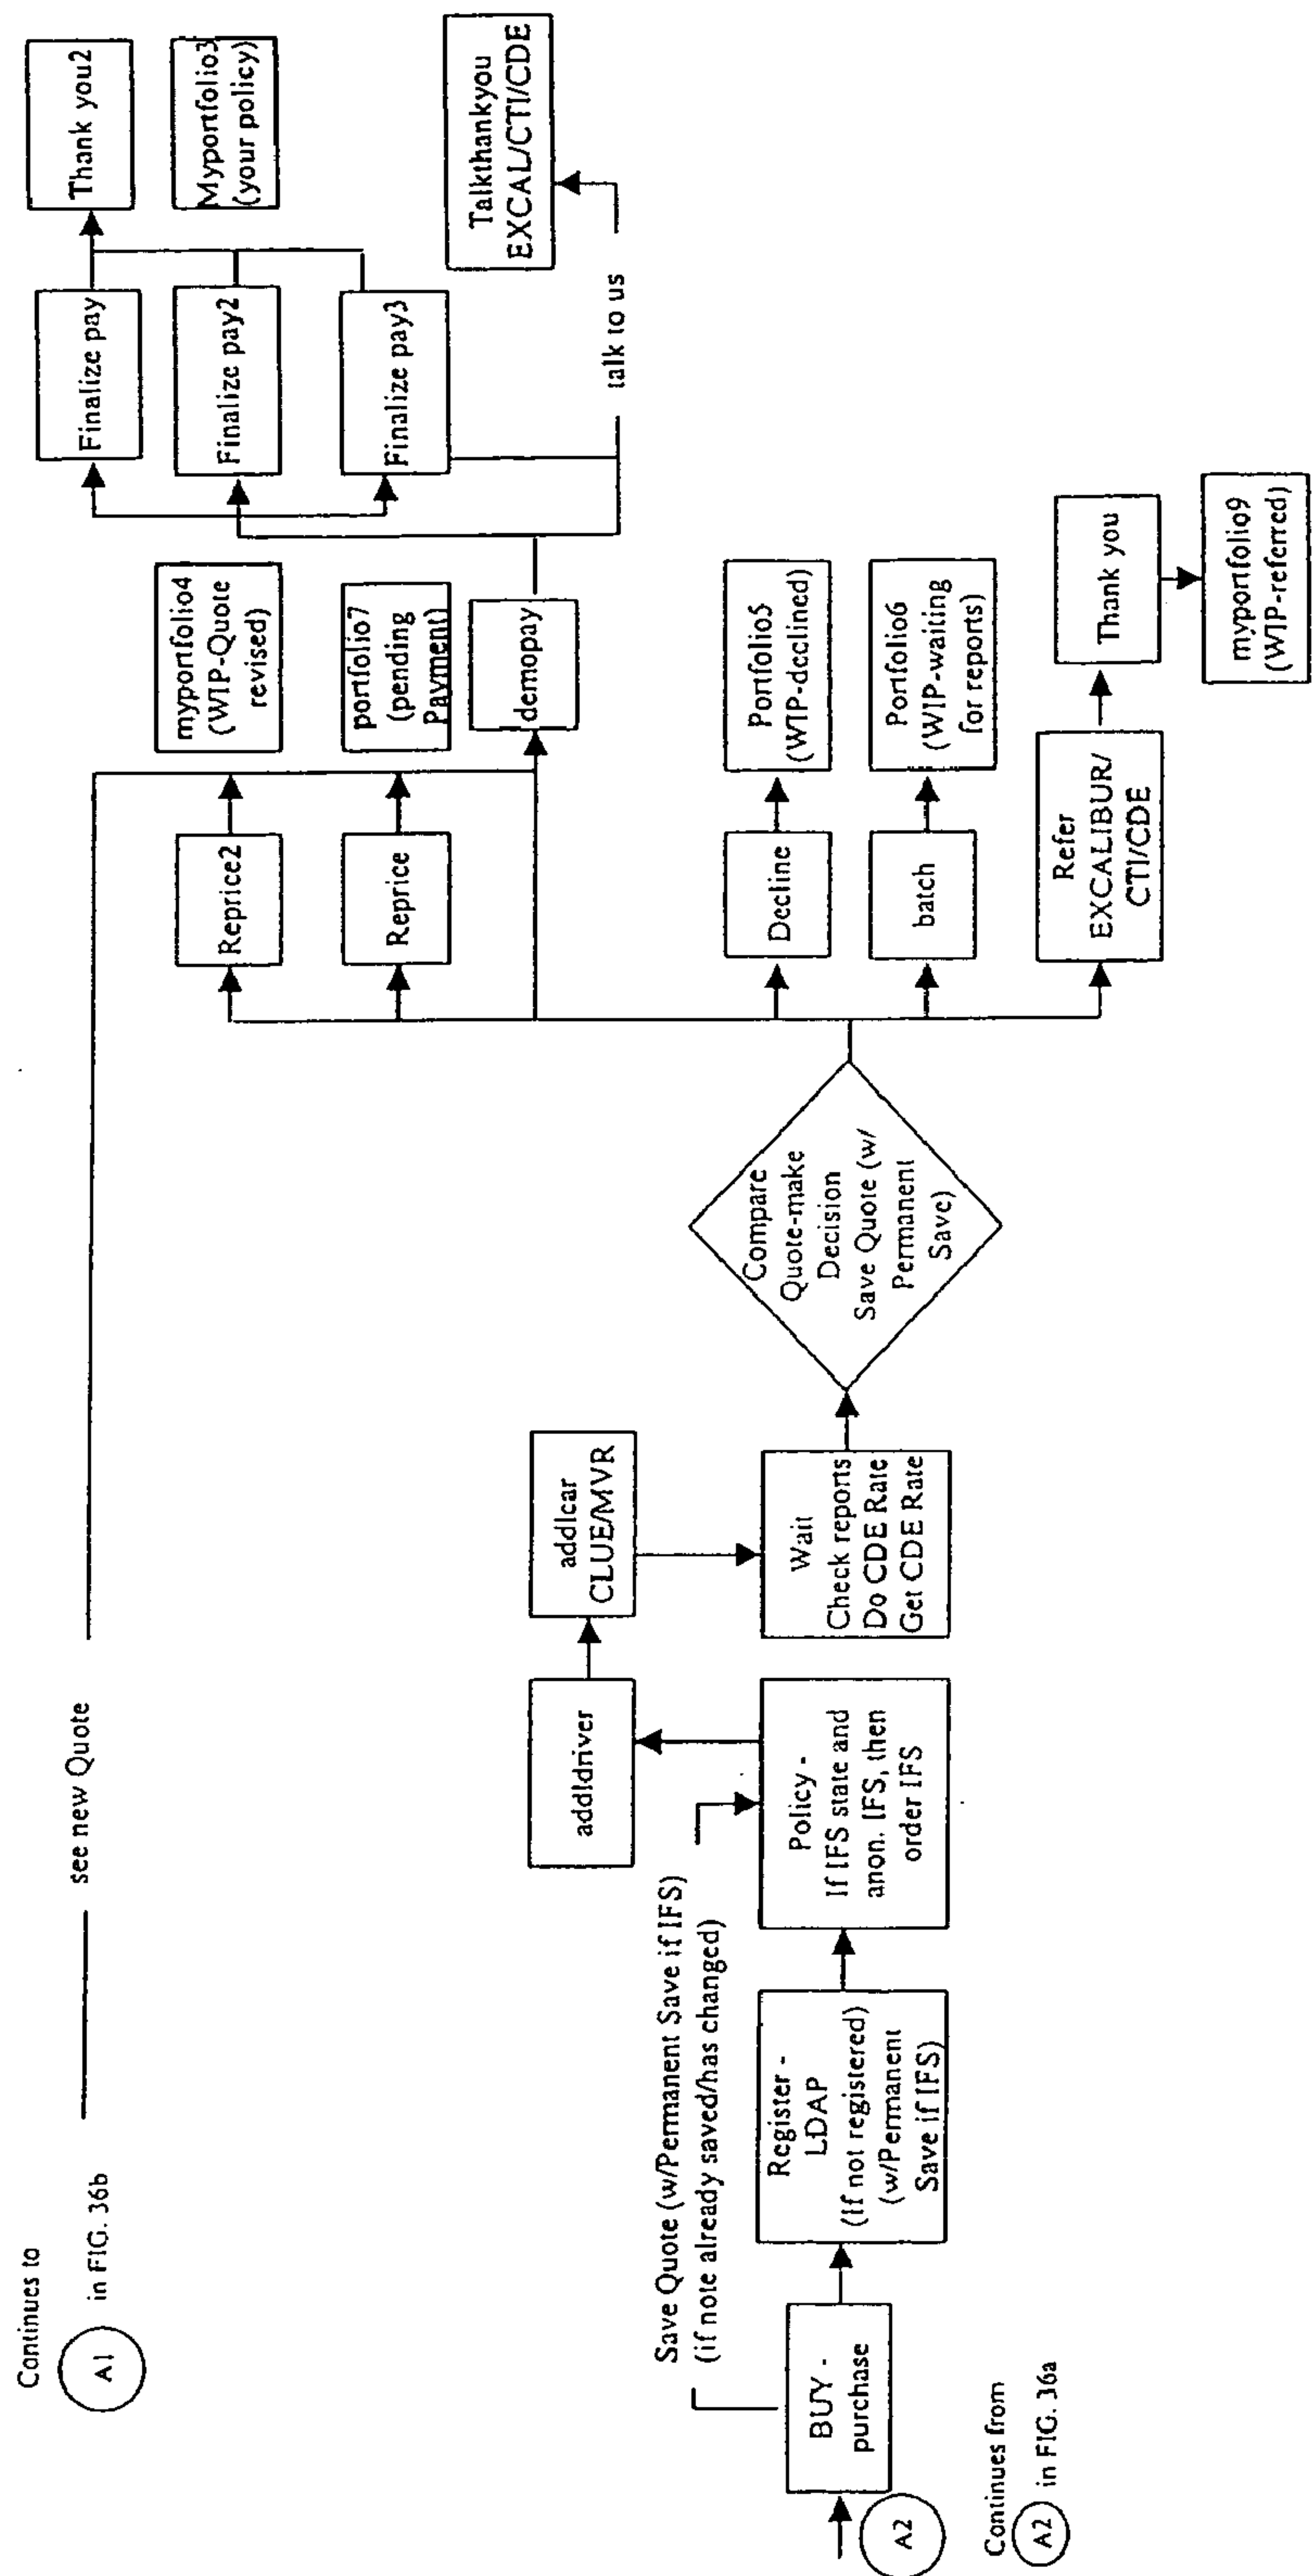 Continues to
A1
in FIG. 36b
see new Quote
Reprice2
myportfolio4
(WIP-Quote
revised)
Reprice
portfolio7
(pending
Payment)
demopay
Finalize pay
Finalize pay2
Finalize pay3
Thank you2
Myportfolio3
(your policy)
talk to us
Talkthankyou
EXCAL/CTI/CDE
Save Quote (w/Permanent Save if IFS)
(if note already saved/has changed)
addldriver
addlcar
CLUE/MVR
A2
BUY -
purchase
Register -
LDAP
(If not registered)
(w/Permanent
Save if IFS)
Policy -
If IFS state and
anon. IFS, then
order IFS
Wait
Check reports
Do CDE Rate
Get CDE Rate
Compare
Quote-make
Decision
Save Quote (w/
Permanent
Save)
Decline
Portfolio5
(WIP-declined)
batch
Portfolio6
(WIP-waiting
for reports)
Refer
EXCALIBUR/
CTI/CDE
Thank you
myportfolio9
(WIP-referred)
Continues from
A2
in FIG. 36a